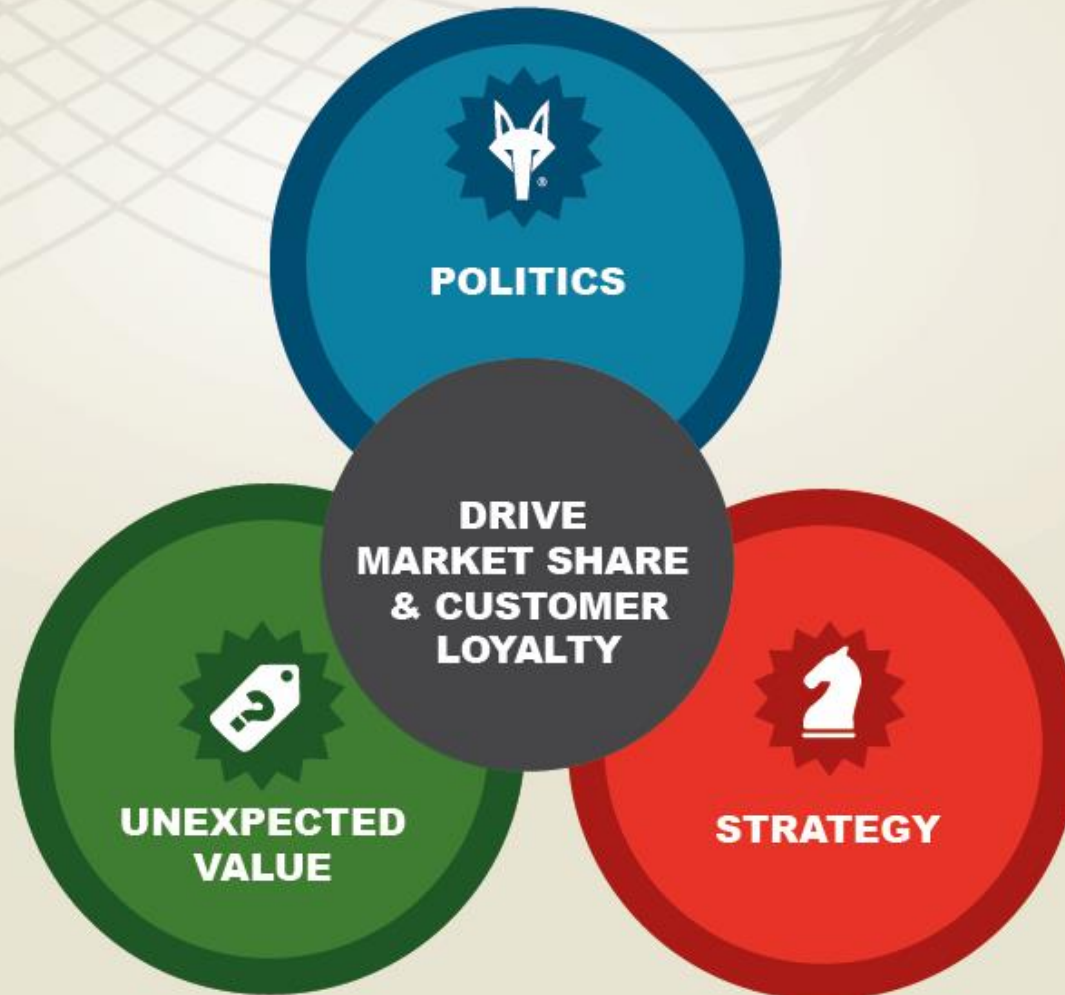 ®
POLITICS
DRIVE
MARKET SHARE
& CUSTOMER
LOYALTY
?
UNEXPECTED
VALUE
STRATEGY